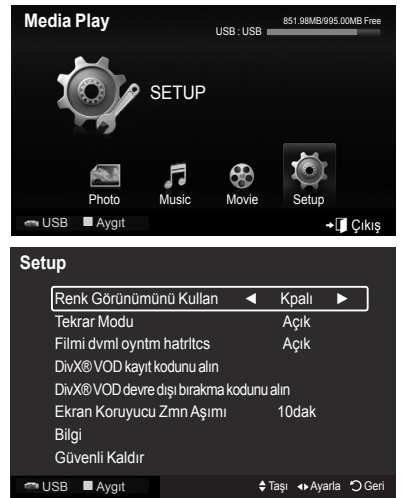 Media Play
851.98MB/995.00MB Free
USB : USB
SETUP
Photo Music Movie Setup
USB Aygıt Çıkış
Setup
Renk Görünümünü Kullan ◄ Kpalı ►
Tekrar Modu Açık
Filmi dvml oyntm hatrltcs Açık
DivX® VOD kayıt kodunu alın
DivX® VOD devre dışı bırakma kodunu alın
Ekran Koruyucu Zmn Aşımı 10dak
Bilgi
Güvenli Kaldır
USB Aygıt Taşı Ayarla Geri